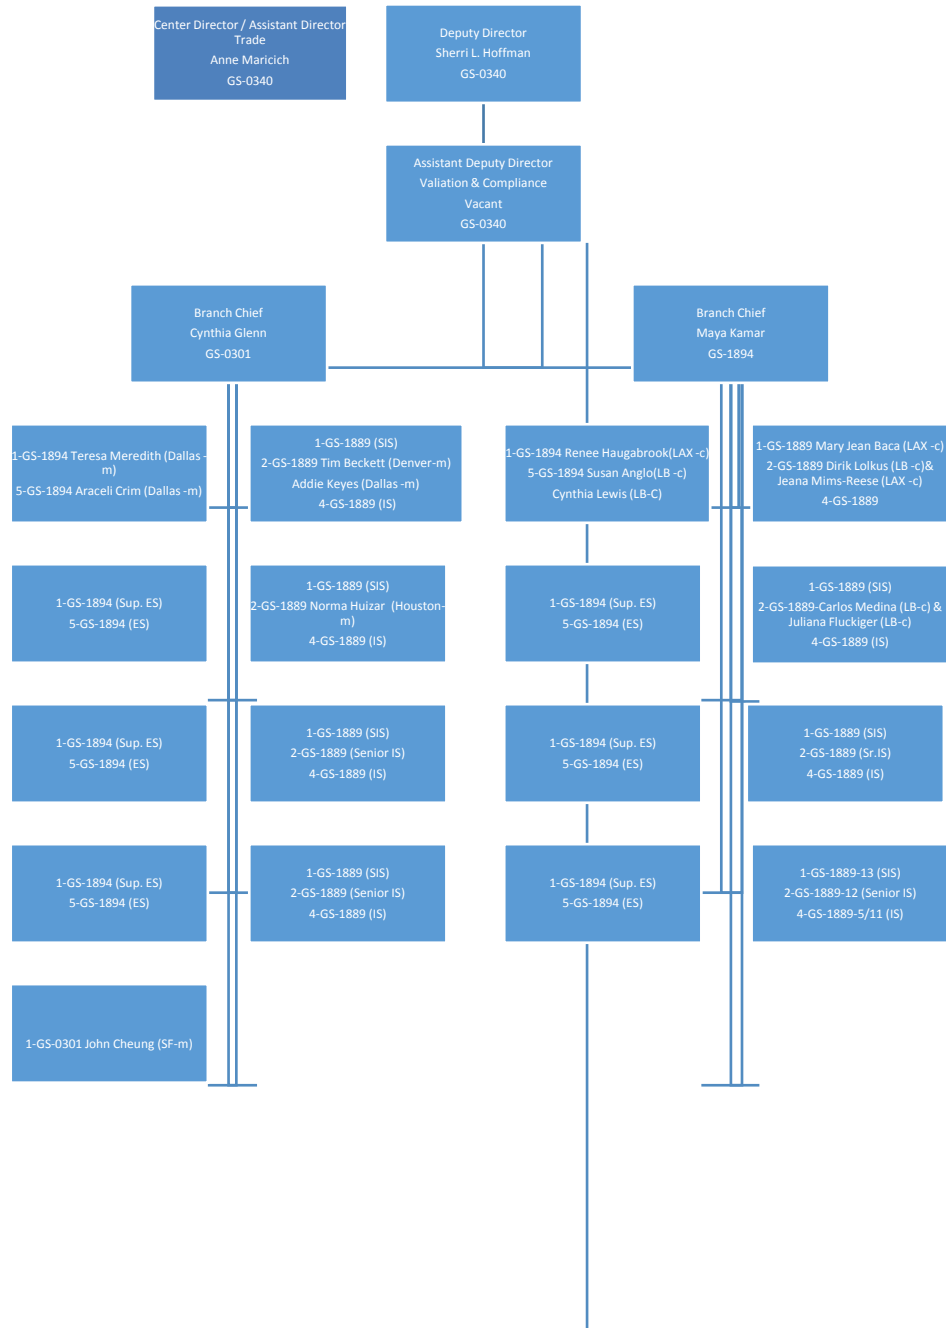 Center Director / Assistant Director
Trade
Anne Maricich
GS-0340
Deputy Director
Sherri L. Hoffman
GS-0340
Assistant Deputy Director
Valiation & Compliance
Vacant
GS-0340
Branch Chief
Cynthia Glenn
GS-0301
Branch Chief
Maya Kamar
GS-1894
1-GS-1894 Teresa Meredith (Dallas -
m)
5-GS-1894 Araceli Crim (Dallas -m)
1-GS-1889 (SIS)
2-GS-1889 Tim Beckett (Denver-m)
Addie Keyes (Dallas -m)
4-GS-1889 (IS)
1-GS-1894 Renee Haugabrook(LAX -c)
5-GS-1894 Susan Anglo(LB -c)
Cynthia Lewis (LB-C)
1-GS-1889 Mary Jean Baca (LAX -c)
2-GS-1889 Dirik Lolkus (LB -c)&
Jeana Mims-Reese (LAX -c)
4-GS-1889
1-GS-1894 (Sup. ES)
5-GS-1894 (ES)
1-GS-1889 (SIS)
2-GS-1889 Norma Huizar (Houston-
m)
4-GS-1889 (IS)
1-GS-1894 (Sup. ES)
5-GS-1894 (ES)
1-GS-1889 (SIS)
2-GS-1889-Carlos Medina (LB-c) &
Juliana Fluckiger (LB-c)
4-GS-1889 (IS)
1-GS-1894 (Sup. ES)
5-GS-1894 (ES)
1-GS-1889 (SIS)
2-GS-1889 (Senior IS)
4-GS-1889 (IS)
1-GS-1894 (Sup. ES)
5-GS-1894 (ES)
1-GS-1889 (SIS)
2-GS-1889 (Sr.IS)
4-GS-1889 (IS)
1-GS-1894 (Sup. ES)
5-GS-1894 (ES)
1-GS-1889 (SIS)
2-GS-1889 (Senior IS)
4-GS-1889 (IS)
1-GS-1894 (Sup. ES)
5-GS-1894 (ES)
1-GS-1889-13 (SIS)
2-GS-1889-12 (Senior IS)
4-GS-1889-5/11 (IS)
1-GS-0301 John Cheung (SF-m)